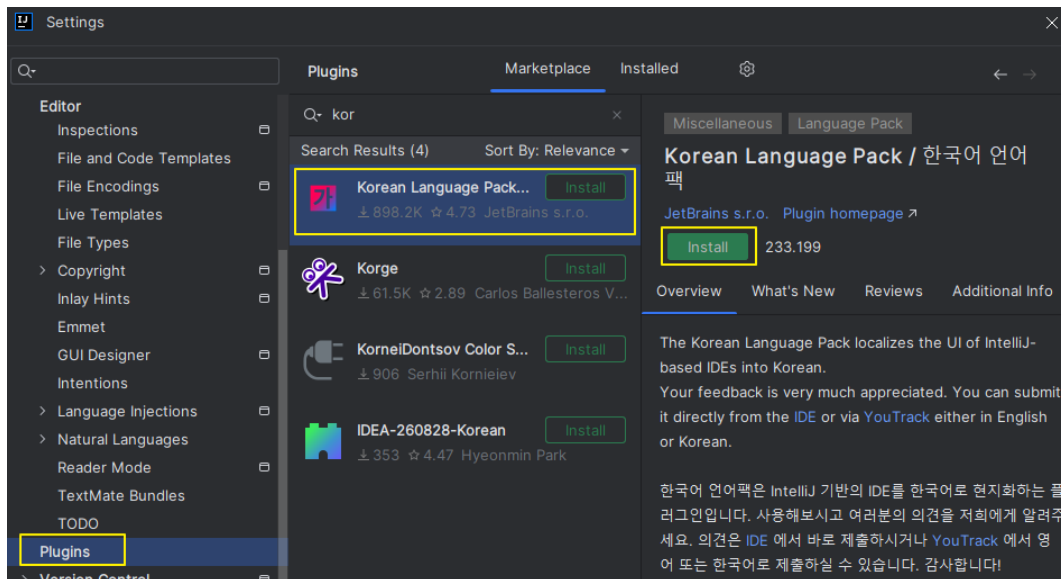 Settings
Plugins
Marketplace
Installed
Editor
Inspections
File and Code Templates
File Encodings
Live Templates
File Types
Copyright
Inlay Hints
Emmet
GUI Designer
Intentions
Language Injections
Natural Languages
Reader Mode
TextMate Bundles
TODO
Plugins
Version Control
kor
Search Results (4)
Sort By: Relevance
Korean Language Pack...
Install
898.2K 4.73 JetBrains s.r.o.
Korge
Install
61.5K 2.89 Carlos Ballesteros V...
KorneiDontsov Color S...
Install
906 Serhii Kornieiev
IDEA-260828-Korean
Install
353 4.47 Hyeonmin Park
Miscellaneous
Language Pack
Korean Language Pack / 한국어 언어
팩
JetBrains s.r.o. Plugin homepage ↗
Install
233.199
Overview
What's New
Reviews
Additional Info
The Korean Language Pack localizes the UI of IntelliJ-
based IDEs into Korean.
Your feedback is very much appreciated. You can submit
it directly from the IDE or via YouTrack either in English
or Korean.
한국어 언어팩은 IntelliJ 기반의 IDE를 한국어로 현지화하는 플
러그인입니다. 사용해보시고 여러분의 의견을 저희에게 알려주
세요. 의견은 IDE 에서 바로 제출하시거나 YouTrack 에서 영
어 또는 한국어로 제출하실 수 있습니다. 감사합니다!